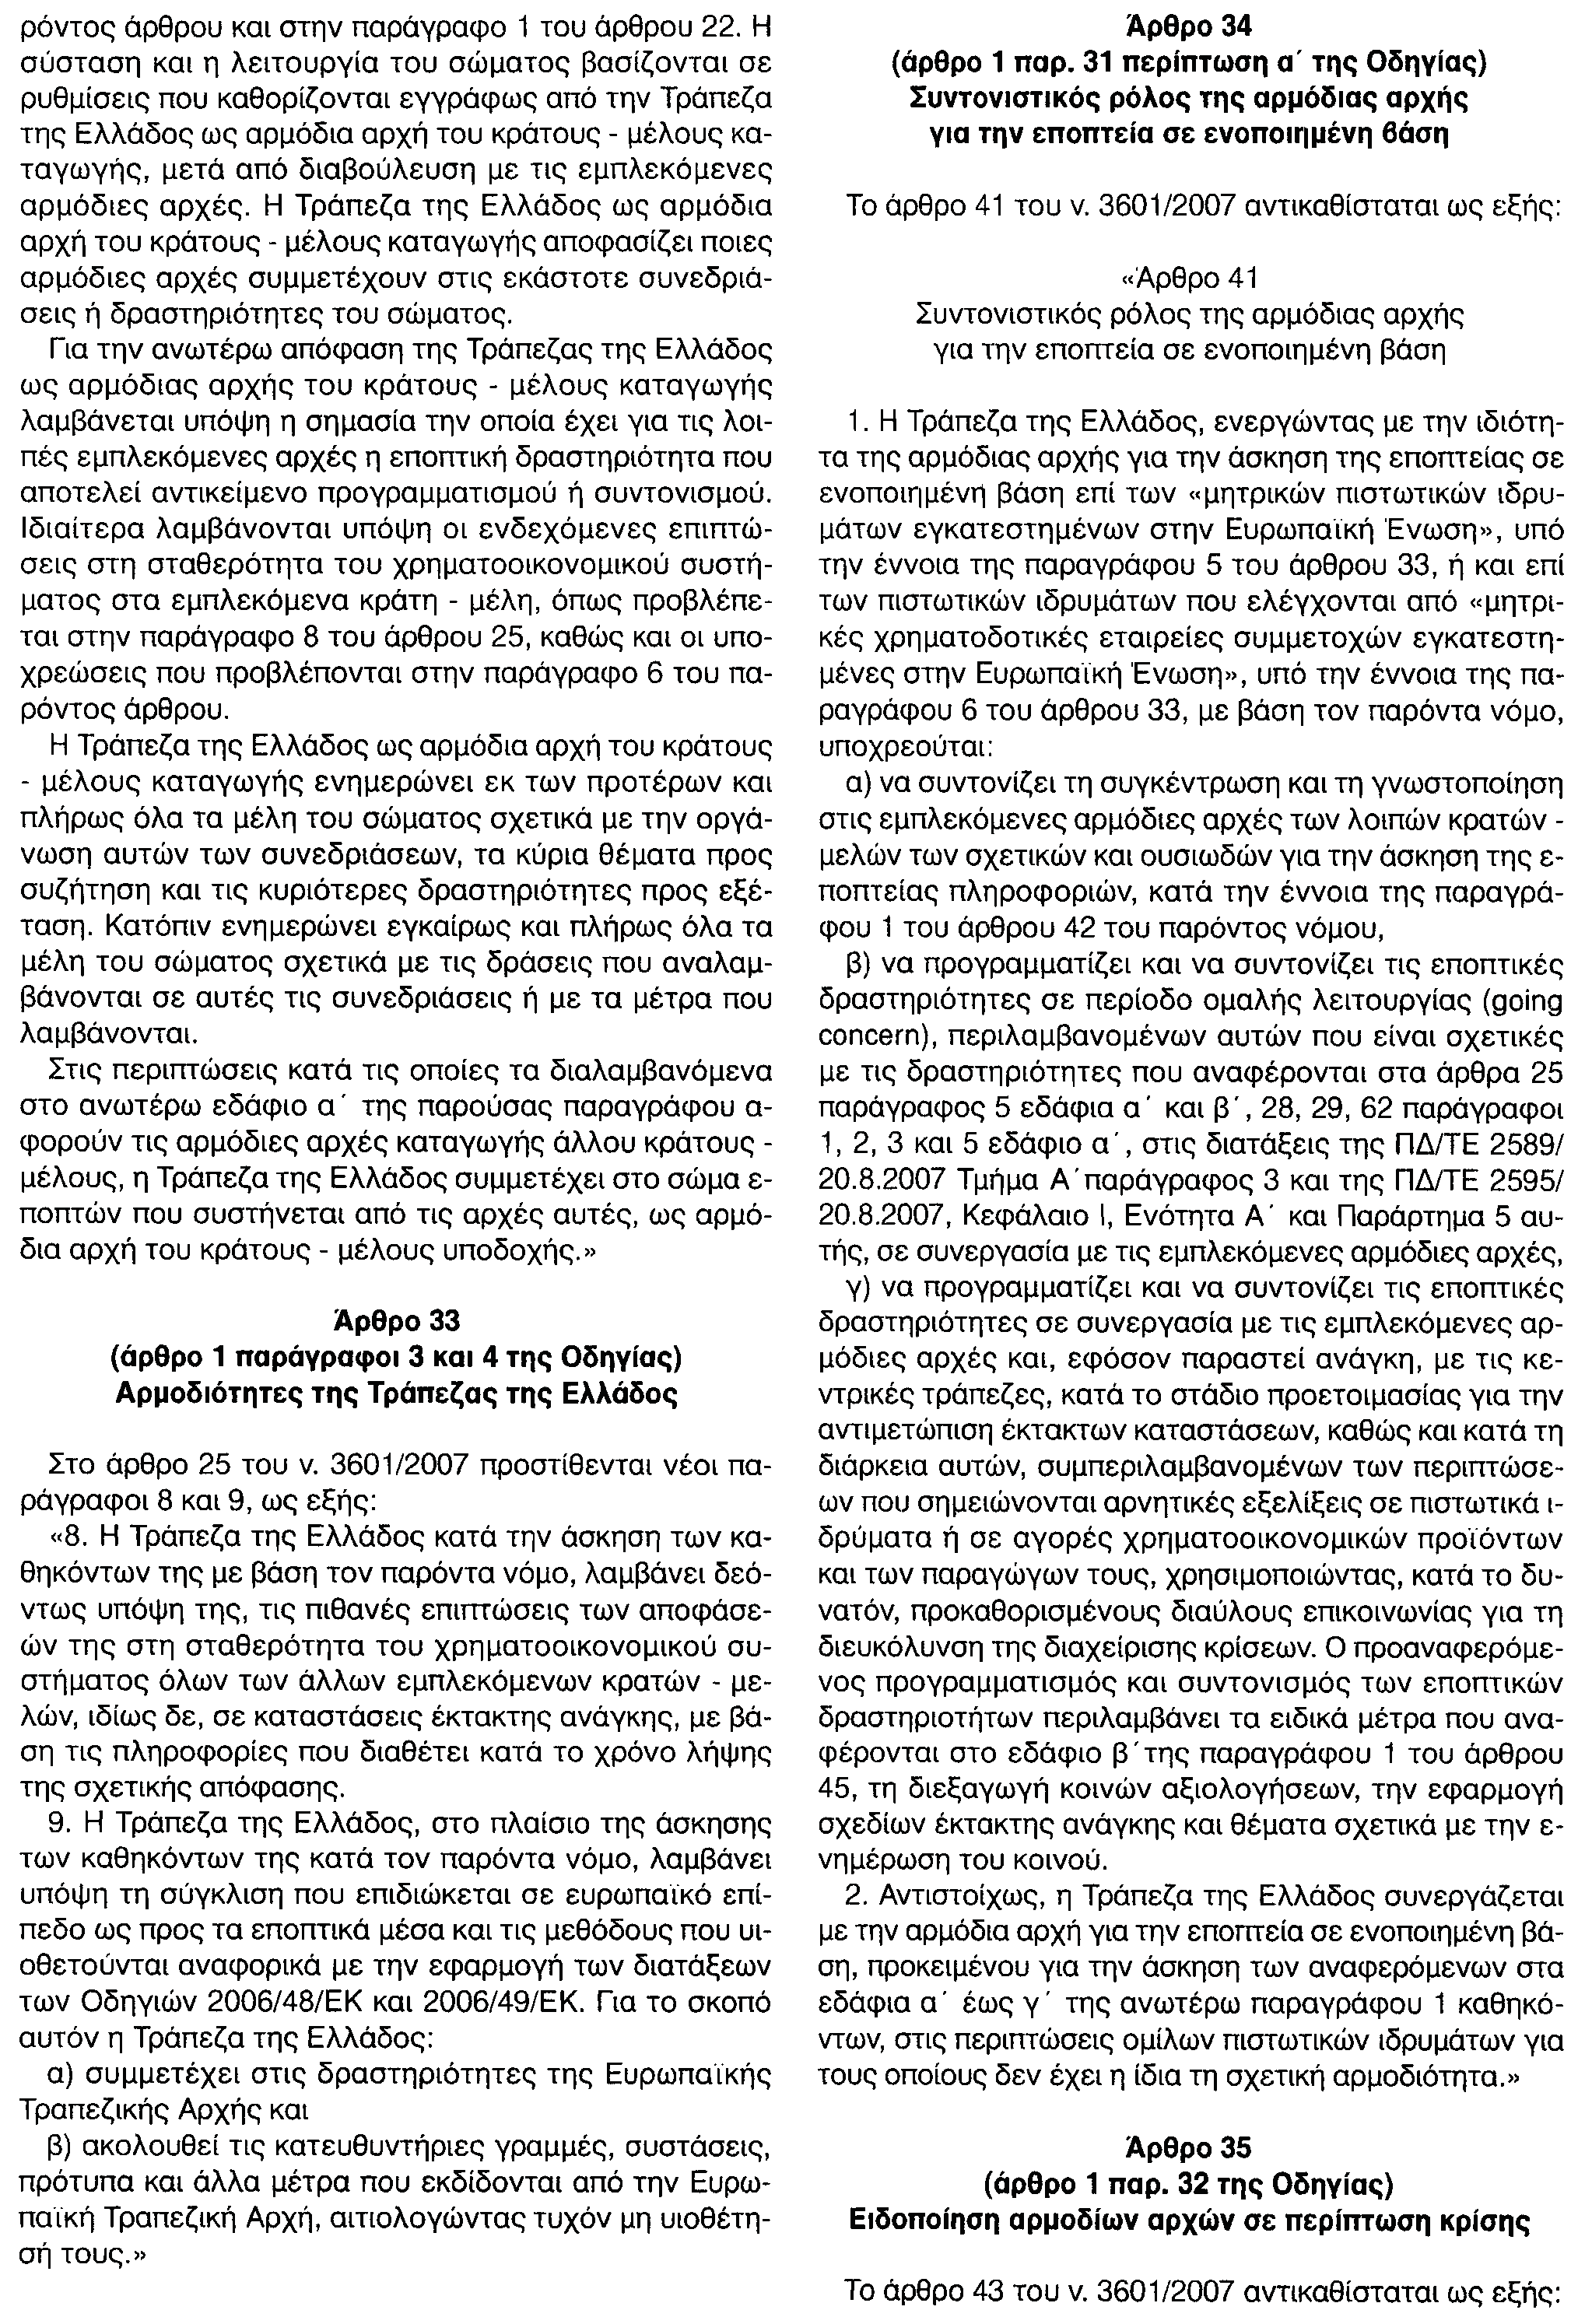 ρόντος άρθρου και στην παράγραφο 1 του άρθρου 22. Η
σύσταση και η λειτουργία του σώματος βασίζονται σε
ρυθμίσεις που καθορίζονται εγγράφως από την Τράπεζα
της Ελλάδος ως αρμόδια αρχή του κράτους - μέλους κα-
ταγωγής, μετά από διαβούλευση με τις εμπλεκόμενες
αρμόδιες αρχές. Η Τράπεζα της Ελλάδος ως αρμόδια
αρχή του κράτους - μέλους καταγωγής αποφασίζει ποιες
αρμόδιες αρχές συμμετέχουν στις εκάστοτε συνεδριά-
σεις ή δραστηριότητες του σώματος.
Για την ανωτέρω απόφαση της Τράπεζας της Ελλάδος
ως αρμόδιας αρχής του κράτους - μέλους καταγωγής
λαμβάνεται υπόψη η σημασία την οποία έχει για τις λοι-
πές εμπλεκόμενες αρχές η εποπτική δραστηριότητα που
αποτελεί αντικείμενο προγραμματισμού ή συντονισμού.
Ιδιαίτερα λαμβάνονται υπόψη οι ενδεχόμενες επιπτώ-
σεις στη σταθερότητα του χρηματοοικονομικού συστή-
ματος στα εμπλεκόμενα κράτη - μέλη, όπως προβλέπε-
ται στην παράγραφο 8 του άρθρου 25, καθώς και οι υπο-
χρεώσεις που προβλέπονται στην παράγραφο 6 του πα-
ρόντος άρθρου.
Η Τράπεζα της Ελλάδος ως αρμόδια αρχή του κράτους
- μέλους καταγωγής ενημερώνει εκ των προτέρων και
πλήρως όλα τα μέλη του σώματος σχετικά με την οργά-
νωση αυτών των συνεδριάσεων, τα κύρια θέματα προς
συζήτηση και τις κυριότερες δραστηριότητες προς εξέ-
ταση. Κατόπιν ενημερώνει εγκαίρως και πλήρως όλα τα
μέλη του σώματος σχετικά με τις δράσεις που αναλαμ-
βάνονται σε αυτές τις συνεδριάσεις ή με τα μέτρα που
λαμβάνονται.
Στις περιπτώσεις κατά τις οποίες τα διαλαμβανόμενα
στο ανωτέρω εδάφιο α΄ της παρούσας παραγράφου α-
φορούν τις αρμόδιες αρχές καταγωγής άλλου κράτους -
μέλους, η Τράπεζα της Ελλάδος συμμετέχει στο σώμα ε-
ποπτών που συστήνεται από τις αρχές αυτές, ως αρμό-
δια αρχή του κράτους - μέλους υποδοχής.»
Άρθρο 33
(άρθρο 1 παράγραφοι 3 και 4 της Οδηγίας)
Αρμοδιότητες της Τράπεζας της Ελλάδος
Στο άρθρο 25 του ν. 3601/2007 προστίθενται νέοι πα-
ράγραφοι 8 και 9, ως εξής:
«8. Η Τράπεζα της Ελλάδος κατά την άσκηση των κα-
θηκόντων της με βάση τον παρόντα νόμο, λαμβάνει δεό-
ντως υπόψη της, τις πιθανές επιπτώσεις των αποφάσε-
ών της στη σταθερότητα του χρηματοοικονομικού συ-
στήματος όλων των άλλων εμπλεκόμενων κρατών - με-
λών, ιδίως δε, σε καταστάσεις έκτακτης ανάγκης, με βά-
ση τις πληροφορίες που διαθέτει κατά το χρόνο λήψης
της σχετικής απόφασης.
9. Η Τράπεζα της Ελλάδος, στο πλαίσιο της άσκησης
των καθηκόντων της κατά τον παρόντα νόμο, λαμβάνει
υπόψη τη σύγκλιση που επιδιώκεται σε ευρωπαϊκό επί-
πεδο ως προς τα εποπτικά μέσα και τις μεθόδους που υι-
οθετούνται αναφορικά με την εφαρμογή των διατάξεων
των Οδηγιών 2006/48/ΕΚ και 2006/49/ΕΚ. Για το σκοπό
αυτόν η Τράπεζα της Ελλάδος:
α) συμμετέχει στις δραστηριότητες της Ευρωπαϊκής
Τραπεζικής Αρχής και
β) ακολουθεί τις κατευθυντήριες γραμμές, συστάσεις,
πρότυπα και άλλα μέτρα που εκδίδονται από την Ευρω-
παϊκή Τραπεζική Αρχή, αιτιολογώντας τυχόν μη υιοθέτη-
σή τους.»
Άρθρο 34
(άρθρο 1 παρ. 31 περίπτωση α΄ της Οδηγίας)
Συντονιστικός ρόλος της αρμόδιας αρχής
για την εποπτεία σε ενοποιημένη βάση
Το άρθρο 41 του ν. 3601/2007 αντικαθίσταται ως εξής:
«Άρθρο 41
Συντονιστικός ρόλος της αρμόδιας αρχής
για την εποπτεία σε ενοποιημένη βάση
1. Η Τράπεζα της Ελλάδος, ενεργώντας με την ιδιότη-
τα της αρμόδιας αρχής για την άσκηση της εποπτείας σε
ενοποιημένη βάση επί των «μητρικών πιστωτικών ιδρυ-
μάτων εγκατεστημένων στην Ευρωπαϊκή Ένωση», υπό
την έννοια της παραγράφου 5 του άρθρου 33, ή και επί
των πιστωτικών ιδρυμάτων που ελέγχονται από «μητρι-
κές χρηματοδοτικές εταιρείες συμμετοχών εγκατεστη-
μένες στην Ευρωπαϊκή Ένωση», υπό την έννοια της πα-
ραγράφου 6 του άρθρου 33, με βάση τον παρόντα νόμο,
υποχρεούται:
α) να συντονίζει τη συγκέντρωση και τη γνωστοποίηση
στις εμπλεκόμενες αρμόδιες αρχές των λοιπών κρατών -
μελών των σχετικών και ουσιωδών για την άσκηση της ε-
ποπτείας πληροφοριών, κατά την έννοια της παραγρά-
φου 1 του άρθρου 42 του παρόντος νόμου,
β) να προγραμματίζει και να συντονίζει τις εποπτικές
δραστηριότητες σε περίοδο ομαλής λειτουργίας (going
concern), περιλαμβανομένων αυτών που είναι σχετικές
με τις δραστηριότητες που αναφέρονται στα άρθρα 25
παράγραφος 5 εδάφια α΄ και β΄, 28, 29, 62 παράγραφοι
1, 2, 3 και 5 εδάφιο α΄, στις διατάξεις της ΠΔ/ΤΕ 2589/
20.8.2007 Τμήμα Α΄παράγραφος 3 και της ΠΔ/ΤΕ 2595/
20.8.2007, Κεφάλαιο Ι, Ενότητα Α΄ και Παράρτημα 5 αυ-
τής, σε συνεργασία με τις εμπλεκόμενες αρμόδιες αρχές,
γ) να προγραμματίζει και να συντονίζει τις εποπτικές
δραστηριότητες σε συνεργασία με τις εμπλεκόμενες αρ-
μόδιες αρχές και, εφόσον παραστεί ανάγκη, με τις κε-
ντρικές τράπεζες, κατά το στάδιο προετοιμασίας για την
αντιμετώπιση έκτακτων καταστάσεων, καθώς και κατά τη
διάρκεια αυτών, συμπεριλαμβανομένων των περιπτώσε-
ων που σημειώνονται αρνητικές εξελίξεις σε πιστωτικά ι-
δρύματα ή σε αγορές χρηματοοικονομικών προϊόντων
και των παραγώγων τους, χρησιμοποιώντας, κατά το δυ-
νατόν, προκαθορισμένους διαύλους επικοινωνίας για τη
διευκόλυνση της διαχείρισης κρίσεων. Ο προαναφερόμε-
νος προγραμματισμός και συντονισμός των εποπτικών
δραστηριοτήτων περιλαμβάνει τα ειδικά μέτρα που ανα-
φέρονται στο εδάφιο β΄της παραγράφου 1 του άρθρου
45, τη διεξαγωγή κοινών αξιολογήσεων, την εφαρμογή
σχεδίων έκτακτης ανάγκης και θέματα σχετικά με την ε-
νημέρωση του κοινού.
2. Αντιστοίχως, η Τράπεζα της Ελλάδος συνεργάζεται
με την αρμόδια αρχή για την εποπτεία σε ενοποιημένη βά-
ση, προκειμένου για την άσκηση των αναφερόμενων στα
εδάφια α΄ έως γ΄ της ανωτέρω παραγράφου 1 καθηκό-
ντων, στις περιπτώσεις ομίλων πιστωτικών ιδρυμάτων για
τους οποίους δεν έχει η ίδια τη σχετική αρμοδιότητα.»
Άρθρο 35
(άρθρο 1 παρ. 32 της Οδηγίας)
Ειδοποίηση αρμοδίων αρχών σε περίπτωση κρίσης
Το άρθρο 43 του ν. 3601/2007 αντικαθίσταται ως εξής: